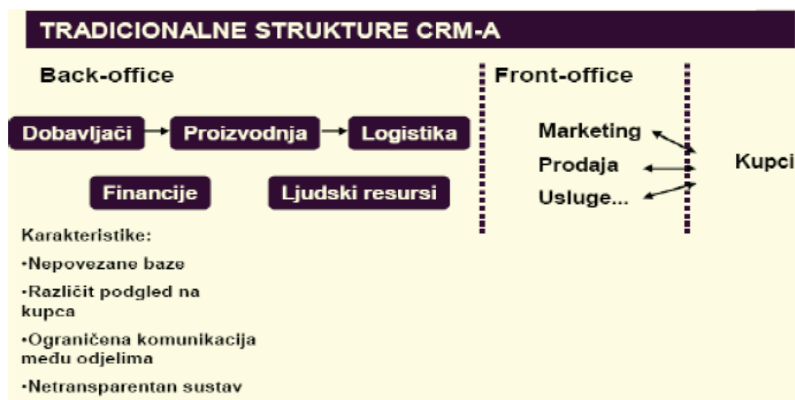 TRADICIONALNE STRUKTURE CRM-A
Back-office
Front-office
Dobavljači
Proizvodnja
Logistika
Marketing
Prodaja
Usluge...
Kupci
Financije
Ljudski resursi
Karakteristike:
•Nepovezane baze
•Različit podgled na
kupca
•Ograničena komunikacija
među odjelima
•Netransparentan sustav